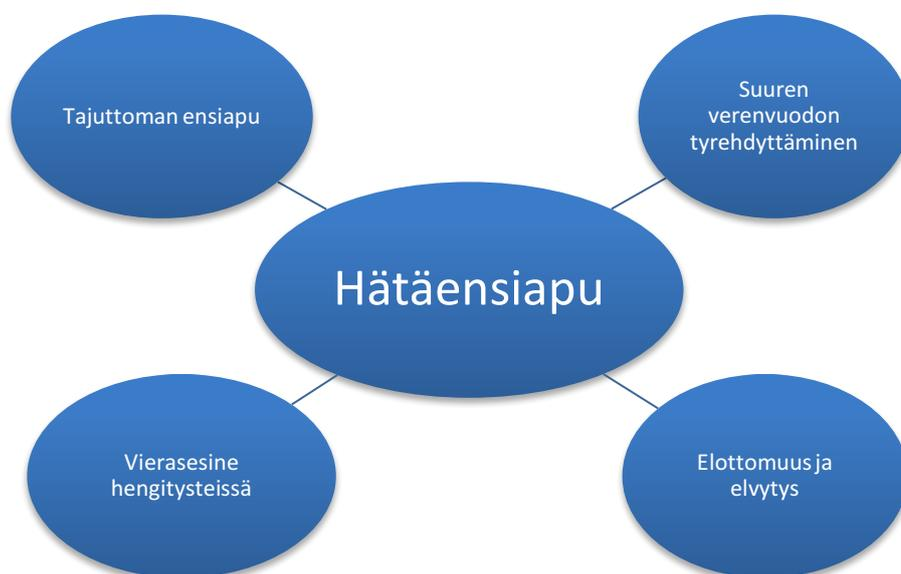 Tajuttoman ensiapu
Suuren
verenvuodon
tyrehdyttäminen
Hätäensiapu
Vierasesine
hengitysteissä
Elottomuus ja
elvytys